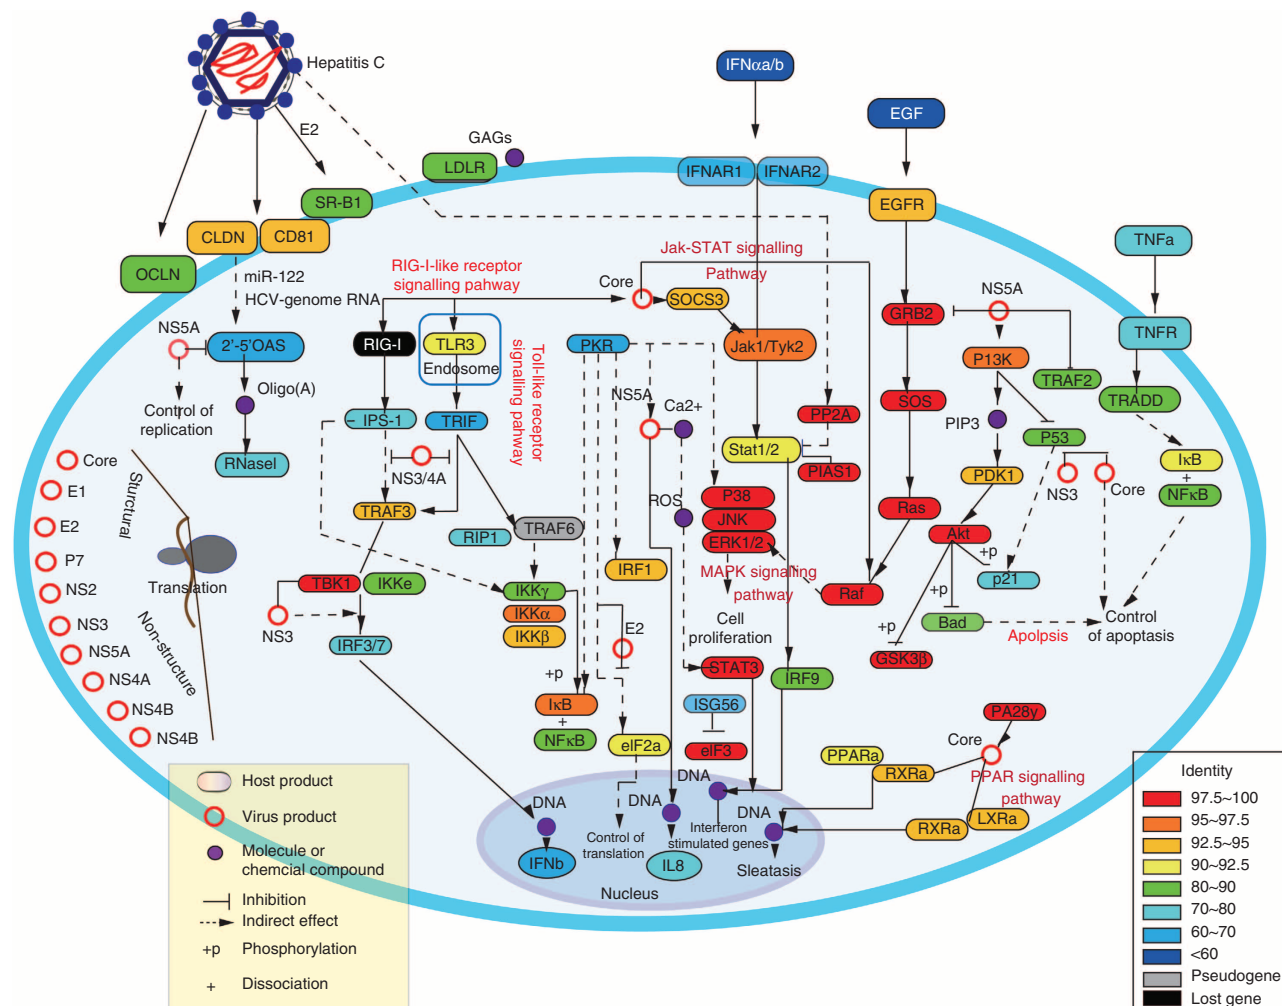 Hepatitis C
E2
GAGs
LDLR
SR-B1
CLDN
CD81
OCLN
IFNαa/b
EGF
IFNAR1
IFNAR2
EGFR
TNFa
TNFR
miR-122
HCV-genome RNA
RIG-I-like receptor
signalling pahway
Jak-STAT signalling
Pathway
Core
SOCS3
NS5A
2'-5'OAS
Oligo(A)
Control of
replication
RNasel
RIG-I
TLR3
Endosome
Toll-like receptor
signalling pahway
IPS-1
TRIF
NS3/4A
TRAF3
RIP1
TRAF6
TBK1
IKKe
NS3
IRF3/7
IKKγ
IKKα
IKKβ
+p
IκB
+
NFκB
PKR
NS5A
Ca2+
ROS
IRF1
E2
eIF2a
Jak1/Tyk2
PP2A
Stat1/2
PIAS1
P38
JNK
ERK1/2
MAPK signalling
pathway
Cell
proliferation
STAT3
IRF9
ISG56
eIF3
GRB2
NS5A
P13K
TRAF2
SOS
PIP3
P53
PDK1
NS3
Core
Ras
Akt
+p
p21
Raf
+p
Bad
+p
GSK3β
Apolpsis
Control
of apoptasis
TRADD
IκB
+
NFκB
PA28γ
Core
PPARa
RXRa
PPAR signalling
pathway
LXRa
RXRa
Core
E1
E2
P7
NS2
NS3
NS5A
NS4A
NS4B
NS4B
Sturctural
Translation
Non-structure
DNA
IFNb
Control of
translation
DNA
IL8
DNA
Interferon
stimulated genes
DNA
Sleatasis
Nucleus
Host product
Virus product
Molecule or
chemcial compound
Inhibition
Indirect effect
+p
Phosphorylation
+
Dissociation
Identity
97.5~100
95~97.5
92.5~95
90~92.5
80~90
70~80
60~70
<60
Pseudogene
Lost gene